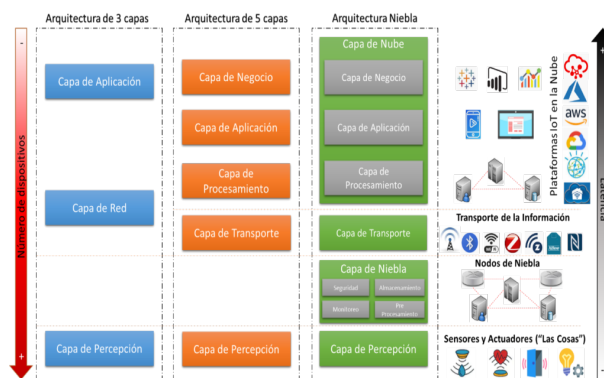 Arquitectura de 3 capas
Arquitectura de 5 capas
Arquitectura Niebla
-
Número de dispositivos
+
Capa de Aplicación
Capa de Red
Capa de Percepción
Capa de Negocio
Capa de Aplicación
Capa de
Procesamiento
Capa de Transporte
Capa de Percepción
Capa de Nube
Capa de Negocio
Capa de Aplicación
Capa de
Procesamiento
Capa de Transporte
Capa de Niebla
Seguridad
Almacenamiento
Monitoreo
Pre
Procesamiento
Capa de Percepción
Plataformas IoT en la Nube
aws
Transporte de la Información
Nodos de Niebla
Sensores y Actuadores ("Las Cosas")
+
Latencia
-